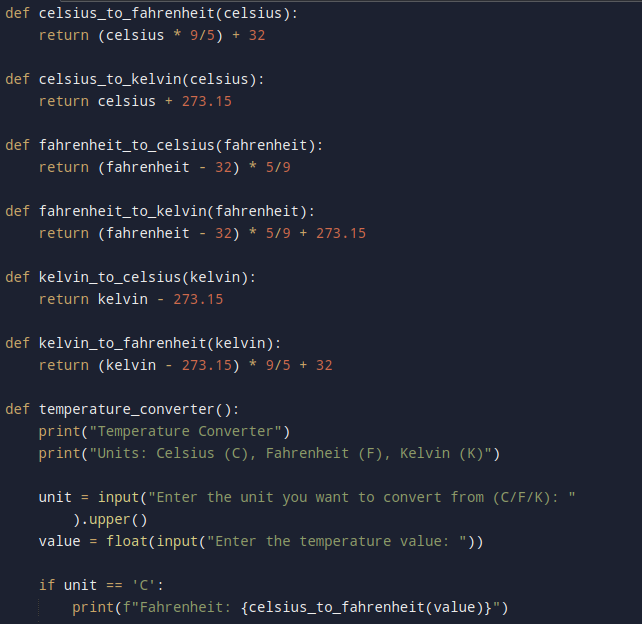 def celsius_to_fahrenheit(celsius):
    return (celsius * 9/5) + 32

def celsius_to_kelvin(celsius):
    return celsius + 273.15

def fahrenheit_to_celsius(fahrenheit):
    return (fahrenheit - 32) * 5/9

def fahrenheit_to_kelvin(fahrenheit):
    return (fahrenheit - 32) * 5/9 + 273.15

def kelvin_to_celsius(kelvin):
    return kelvin - 273.15

def kelvin_to_fahrenheit(kelvin):
    return (kelvin - 273.15) * 9/5 + 32

def temperature_converter():
    print("Temperature Converter")
    print("Units: Celsius (C), Fahrenheit (F), Kelvin (K)")

    unit = input("Enter the unit you want to convert from (C/F/K): "
        ).upper()
    value = float(input("Enter the temperature value: "))

    if unit == 'C':
        print(f"Fahrenheit: {celsius_to_fahrenheit(value)}")